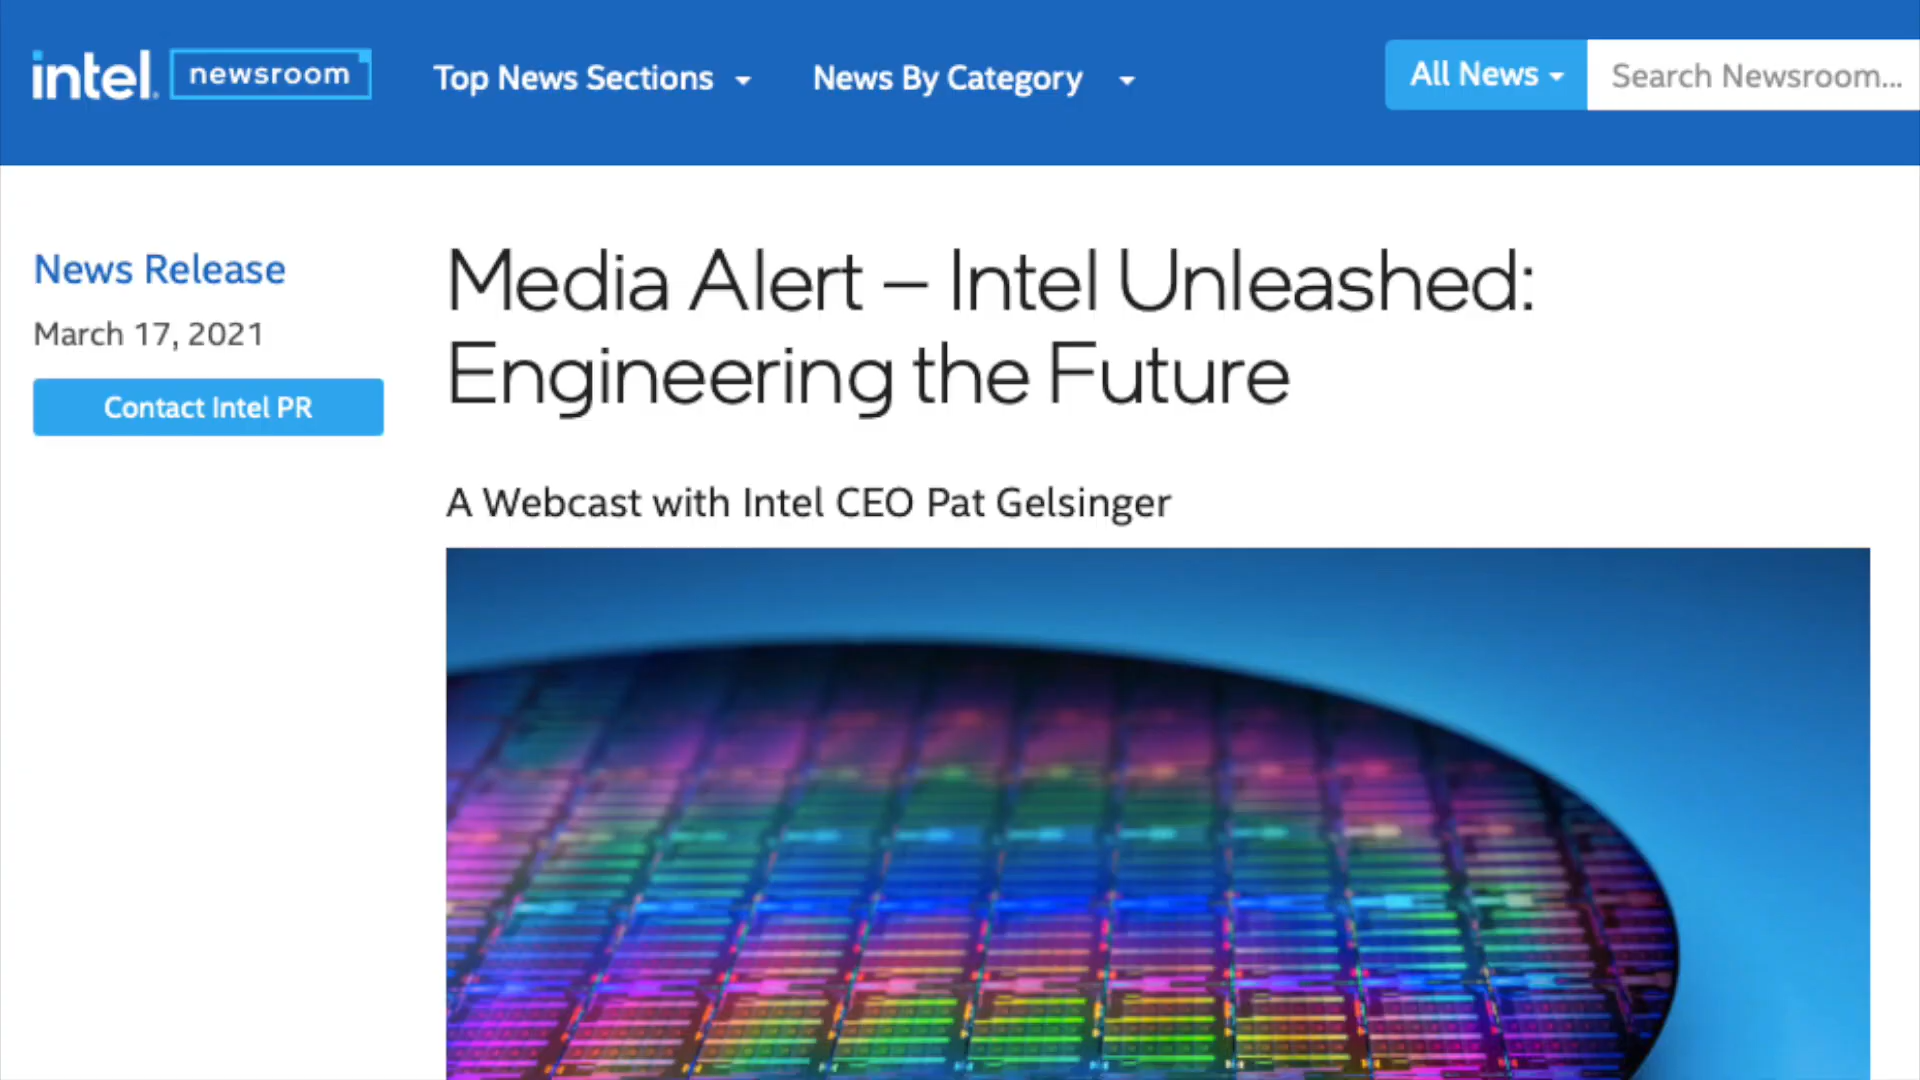 intel. newsroom Top News Sections News By Category All News Search Newsroom...
News Release
March 17, 2021
Contact Intel PR
Media Alert – Intel Unleashed:
Engineering the Future
A Webcast with Intel CEO Pat Gelsinger